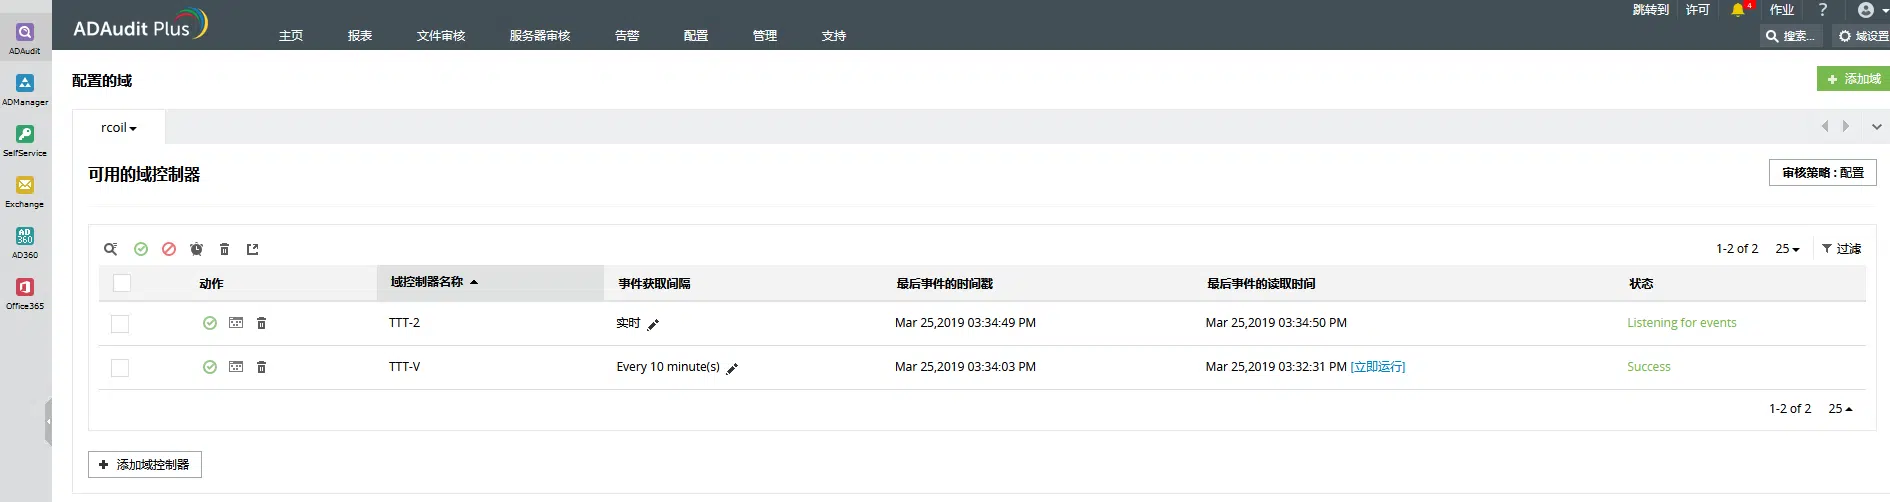 跳转到 许可 4 作业 ?
ADAudit Plus
主页 报表 文件审核 服务器审核 告警 配置 管理 支持
搜索... 域设置
ADAudit
ADManager
SelfService
Exchange
AD
360
AD360
Office365
配置的域
+ 添加域
rcoil
可用的域控制器
审核策略 : 配置
1-2 of 2 25 过滤
动作 域控制器名称 事件获取间隔 最后事件的时间戳 最后事件的读取时间 状态
TTT-2 实时 Mar 25,2019 03:34:49 PM Mar 25,2019 03:34:50 PM Listening for events
TTT-V Every 10 minute(s) Mar 25,2019 03:34:03 PM Mar 25,2019 03:32:31 PM [立即运行] Success
1-2 of 2 25
+ 添加域控制器